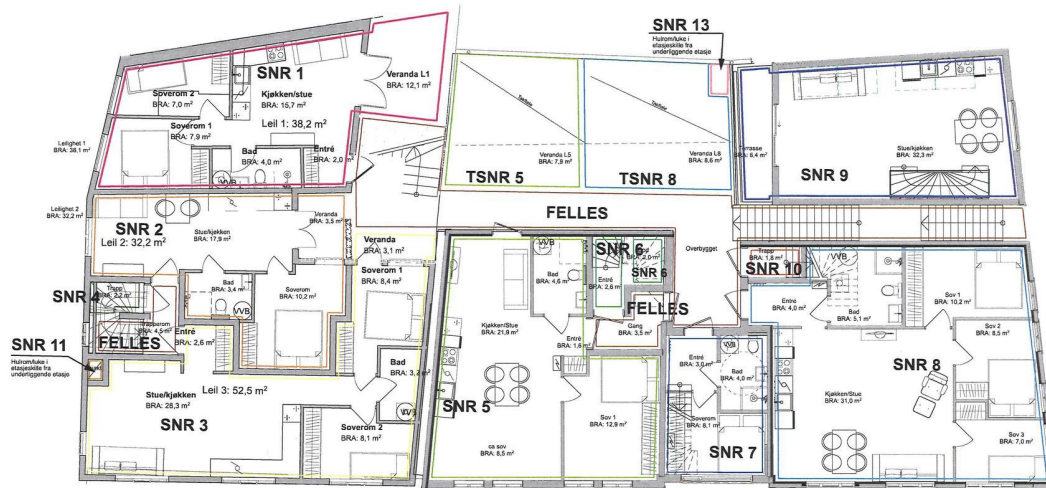 SNR 13
Hulrom/luke i
etasjeskille fra
underliggende etasje
SNR 1
Kjøkken/stue
BRA: 15,7 m²
Veranda L1
BRA: 12,1 m²
Soverom 2
BRA: 7,0 m²
Leil 1: 38,2 m²
Soverom 1
BRA: 7,9 m²
Bad
BRA: 4,0 m²
Entré
BRA: 2,0 m²
VVB
Leilighet 1
BRA: 38,1 m²
Takflate
Takflate
Veranda L5
BRA: 7,9 m²
Veranda L8
BRA: 8,6 m²
TSNR 5
TSNR 8
Terrasse
BRA: 6,4 m²
Stue/kjøkken
BRA: 32,3 m²
SNR 9
FELLES
Leilighet 2
BRA: 32,2 m²
SNR 2
Leil 2: 32,2 m²
Stue/kjøkken
BRA: 17,9 m²
Veranda
BRA: 3,5 m²
Veranda
BRA: 3,1 m²
Soverom 1
BRA: 8,4 m²
Bad
BRA: 3,4 m²
VVB
Soverom
BRA: 10,2 m²
SNR 4
Trapp
BRA: 2,2 m²
Trapperom
BRA: 4,5 m²
FELLES
Entré
BRA: 2,6 m²
SNR 11
Hulrom/luke i
etasjeskille fra
underliggende etasje
Leil 3: 52,5 m²
Stue/kjøkken
BRA: 28,3 m²
SNR 3
Bad
VVB
Soverom 2
BRA: 8,1 m²
VVB
Bad
BRA: 4,6 m²
SNR 6
BRA: 2,6 m²
BRA: 2,0 m²
SNR 6
FELLES
Gang
BRA: 3,5 m²
Kjøkken/Stue
BRA: 21,9 m²
Entré
BRA: 1,6 m²
SNR 5
Sov 1
BRA: 12,9 m²
ca sov
BRA: 8,5 m²
Overbygget
Entré
BRA: 3,0 m²
VVB
Bad
BRA: 4,0 m²
Soverom
BRA: 8,1 m²
SNR 7
Trapp
BRA: 1,8 m²
SNR 10
VVB
Entré
BRA: 4,0 m²
Bad
BRA: 5,1 m²
Sov 1
BRA: 10,2 m²
Sov 2
BRA: 8,5 m²
SNR 8
Kjøkken/Stue
BRA: 31,0 m²
Sov 3
BRA: 7,0 m²